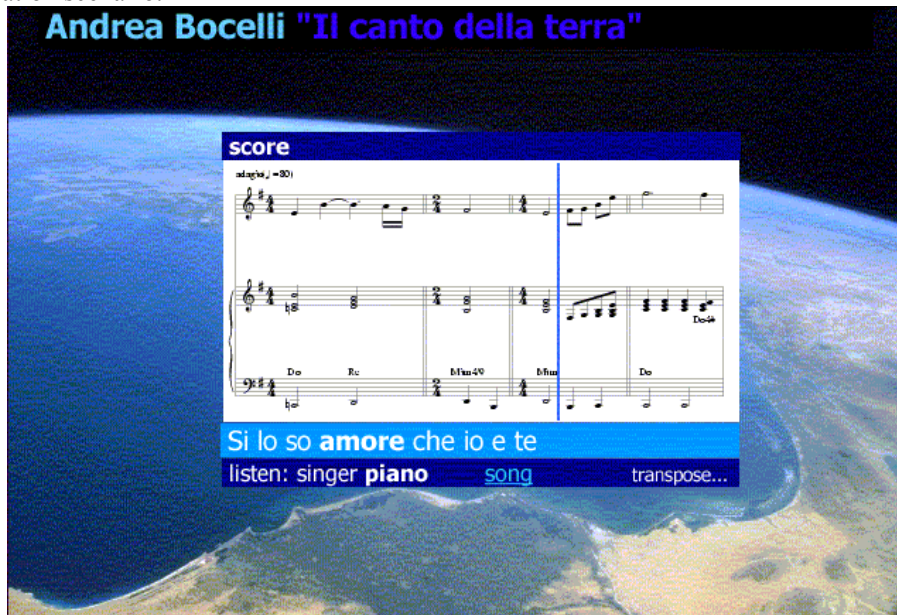 Andrea Bocelli "Il canto della terra"
score
adagio(♩=80)
Do Re Mim4/9 Mim Do
Si lo so amore che io e te
listen: singer piano song transpose...